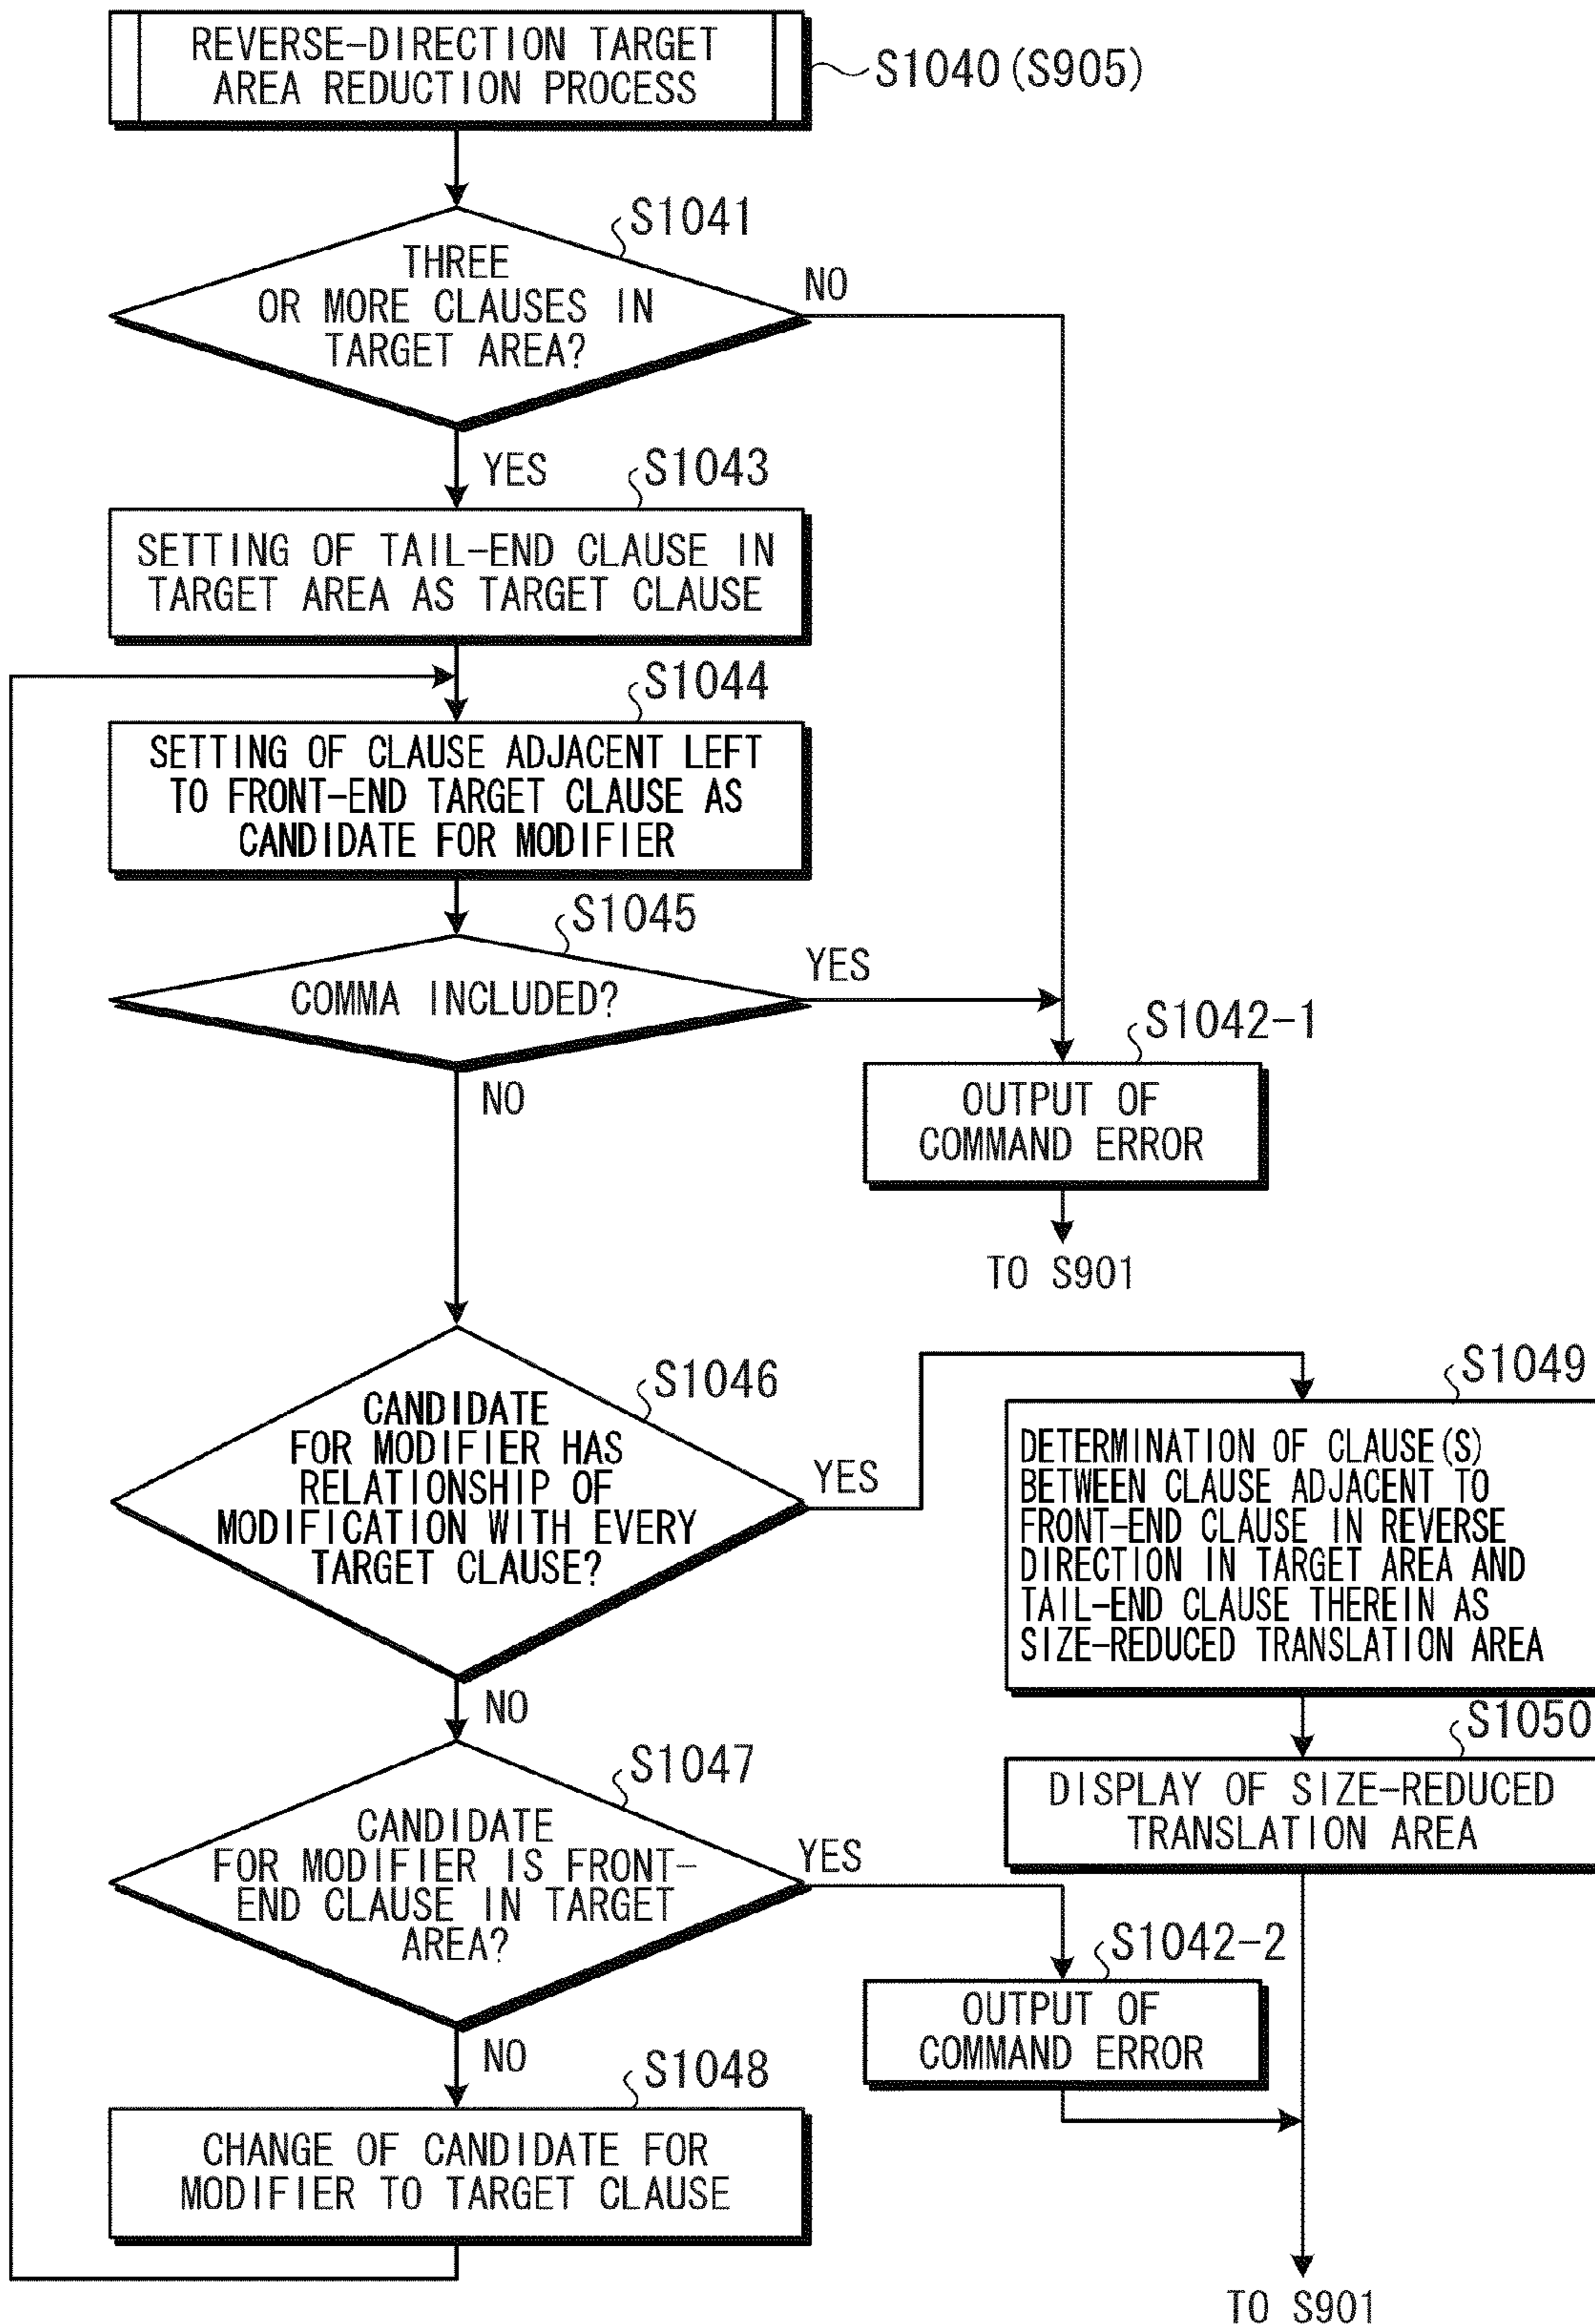 REVERSE-DIRECTION TARGET
AREA REDUCTION PROCESS
S1040 (S905)
S1041
THREE
OR MORE CLAUSES IN
TARGET AREA?
NO
YES
S1043
SETTING OF TAIL-END CLAUSE IN
TARGET AREA AS TARGET CLAUSE
S1044
SETTING OF CLAUSE ADJACENT LEFT
TO FRONT-END TARGET CLAUSE AS
CANDIDATE FOR MODIFIER
S1045
COMMA INCLUDED?
YES
NO
S1042-1
OUTPUT OF
COMMAND ERROR
TO S901
S1046
CANDIDATE
FOR MODIFIER HAS
RELATIONSHIP OF
MODIFICATION WITH EVERY
TARGET CLAUSE?
YES
NO
S1049
DETERMINATION OF CLAUSE(S)
BETWEEN CLAUSE ADJACENT TO
FRONT-END CLAUSE IN REVERSE
DIRECTION IN TARGET AREA AND
TAIL-END CLAUSE THEREIN AS
SIZE-REDUCED TRANSLATION AREA
S1050
DISPLAY OF SIZE-REDUCED
TRANSLATION AREA
S1047
CANDIDATE
FOR MODIFIER IS FRONT-
END CLAUSE IN TARGET
AREA?
YES
NO
S1042-2
OUTPUT OF
COMMAND ERROR
S1048
CHANGE OF CANDIDATE FOR
MODIFIER TO TARGET CLAUSE
TO S901